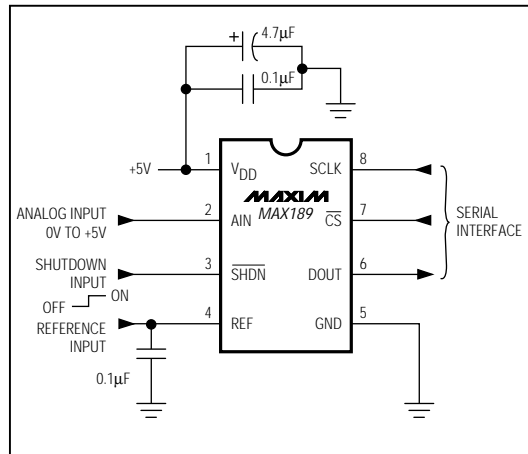 + 4.7µF
0.1µF
+5V
1 VDD SCLK 8
MAXIM
MAX189
ANALOG INPUT
0V TO +5V
2 AIN CS 7
SERIAL
INTERFACE
SHUTDOWN
INPUT
3 SHDN DOUT 6
OFF ON
REFERENCE
INPUT
4 REF GND 5
0.1µF